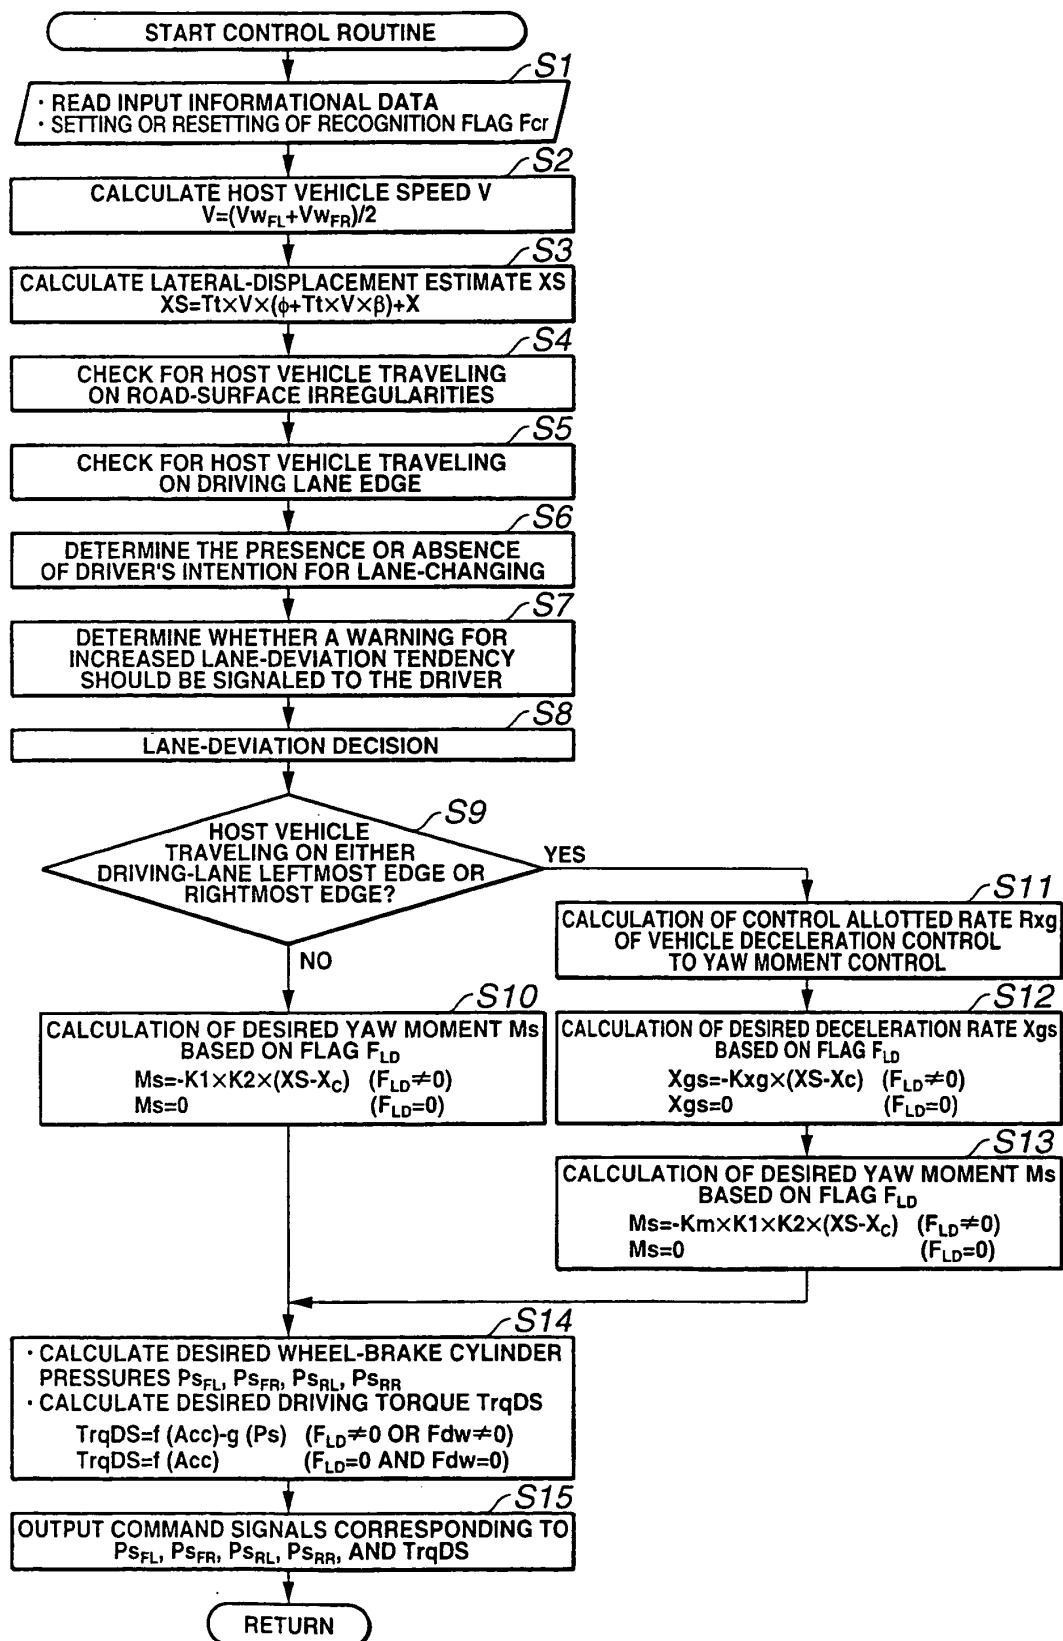 START CONTROL ROUTINE
S1
· READ INPUT INFORMATIONAL DATA
· SETTING OR RESETTING OF RECOGNITION FLAG Fcr
S2
CALCULATE HOST VEHICLE SPEED V
V=(VwFL+VwFR)/2
S3
CALCULATE LATERAL-DISPLACEMENT ESTIMATE XS
XS=Tt×V×(ϕ+Tt×V×β)+X
S4
CHECK FOR HOST VEHICLE TRAVELING
ON ROAD-SURFACE IRREGULARITIES
S5
CHECK FOR HOST VEHICLE TRAVELING
ON DRIVING LANE EDGE
S6
DETERMINE THE PRESENCE OR ABSENCE
OF DRIVER'S INTENTION FOR LANE-CHANGING
S7
DETERMINE WHETHER A WARNING FOR
INCREASED LANE-DEVIATION TENDENCY
SHOULD BE SIGNALED TO THE DRIVER
S8
LANE-DEVIATION DECISION
S9
HOST VEHICLE
TRAVELING ON EITHER
DRIVING-LANE LEFTMOST EDGE OR
RIGHTMOST EDGE?
YES
NO
S10
CALCULATION OF DESIRED YAW MOMENT Ms
BASED ON FLAG FLD
Ms=-K1×K2×(XS-XC) (FLD≠0)
Ms=0 (FLD=0)
S11
CALCULATION OF CONTROL ALLOTTED RATE Rxg
OF VEHICLE DECELERATION CONTROL
TO YAW MOMENT CONTROL
S12
CALCULATION OF DESIRED DECELERATION RATE Xgs
BASED ON FLAG FLD
Xgs=-Kxg×(XS-Xc) (FLD≠0)
Xgs=0 (FLD=0)
S13
CALCULATION OF DESIRED YAW MOMENT Ms
BASED ON FLAG FLD
Ms=-Km×K1×K2×(XS-XC) (FLD≠0)
Ms=0 (FLD=0)
S14
· CALCULATE DESIRED WHEEL-BRAKE CYLINDER
PRESSURES PsFL, PsFR, PsRL, PsRR
· CALCULATE DESIRED DRIVING TORQUE TrqDS
TrqDS=f (Acc)-g (Ps) (FLD≠0 OR Fdw≠0)
TrqDS=f (Acc) (FLD=0 AND Fdw=0)
S15
OUTPUT COMMAND SIGNALS CORRESPONDING TO
PsFL, PsFR, PsRL, PsRR, AND TrqDS
RETURN